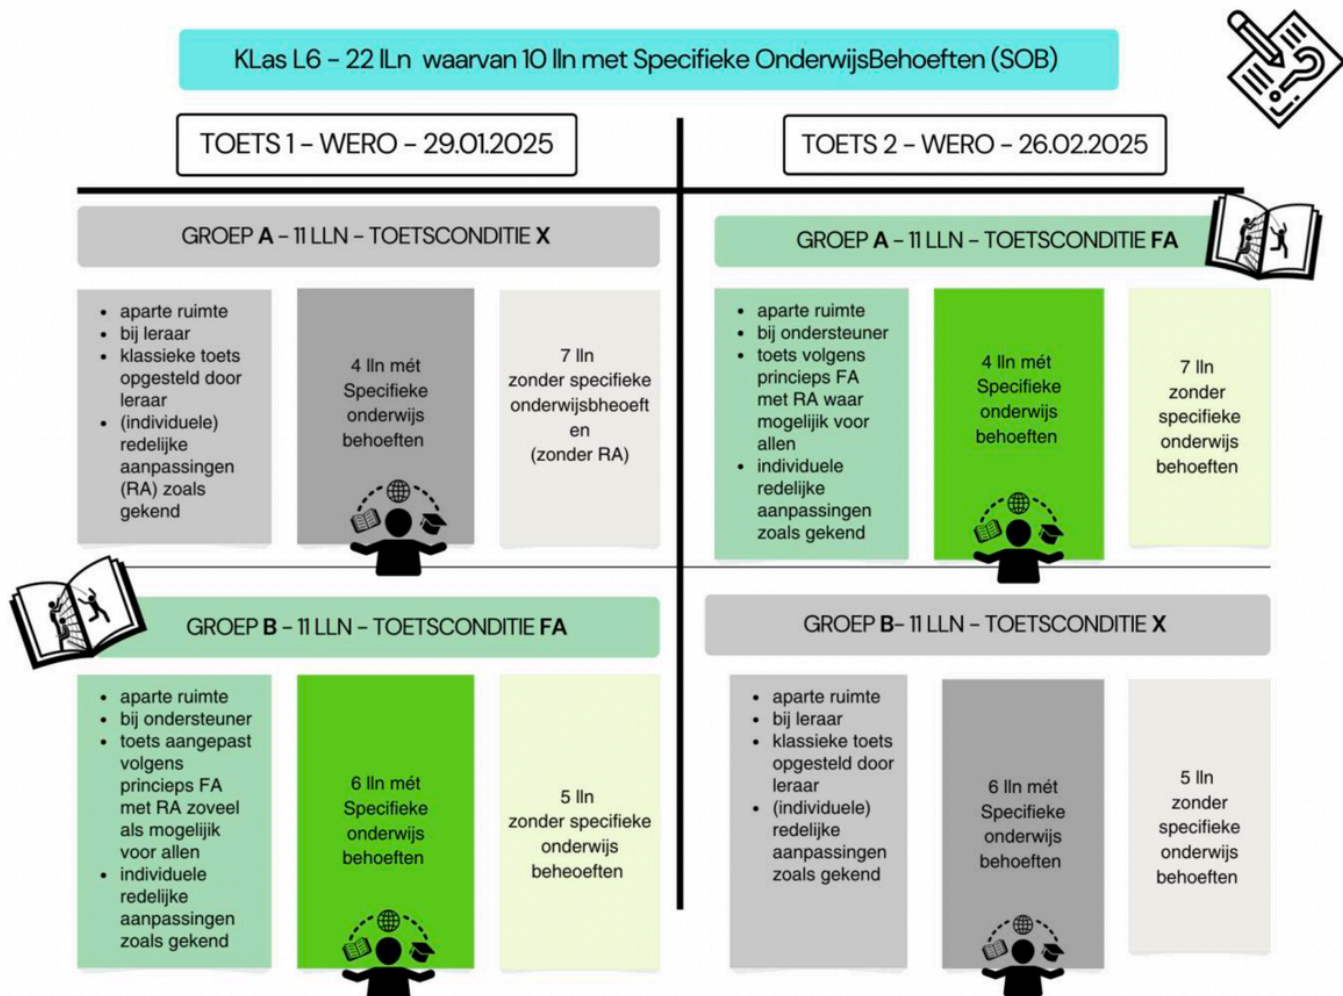 KLas L6 – 22 lLn waarvan 10 lln met Specifieke OnderwijsBehoeften (SOB)
TOETS 1 – WERO – 29.01.2025
TOETS 2 – WERO – 26.02.2025
GROEP A – 11 LLN – TOETSCONDITIE X
• aparte ruimte
• bij leraar
• klassieke toets
opgesteld door
leraar
• (individuele)
redelijke
aanpassingen
(RA) zoals
gekend
4 lln mét
Specifieke
onderwijs
behoeften
7 lln
zonder specifieke
onderwijsbheoeft
en
(zonder RA)
GROEP A – 11 LLN – TOETSCONDITIE FA
• aparte ruimte
• bij ondersteuner
• toets volgens
princieps FA
met RA waar
mogelijk voor
allen
• individuele
redelijke
aanpassingen
zoals gekend
4 lln mét
Specifieke
onderwijs
behoeften
7 lln
zonder
specifieke
onderwijs
behoeften
GROEP B – 11 LLN – TOETSCONDITIE FA
• aparte ruimte
• bij ondersteuner
• toets aangepast
volgens
princieps FA
met RA zoveel
als mogelijk
voor allen
• individuele
redelijke
aanpassingen
zoals gekend
6 lln mét
Specifieke
onderwijs
behoeften
5 lln
zonder specifieke
onderwijs
beheoeften
GROEP B– 11 LLN – TOETSCONDITIE X
• aparte ruimte
• bij leraar
• klassieke toets
opgesteld door
leraar
• (individuele)
redelijke
aanpassingen
zoals gekend
6 lln mét
Specifieke
onderwijs
behoeften
5 lln
zonder
specifieke
onderwijs
behoeften